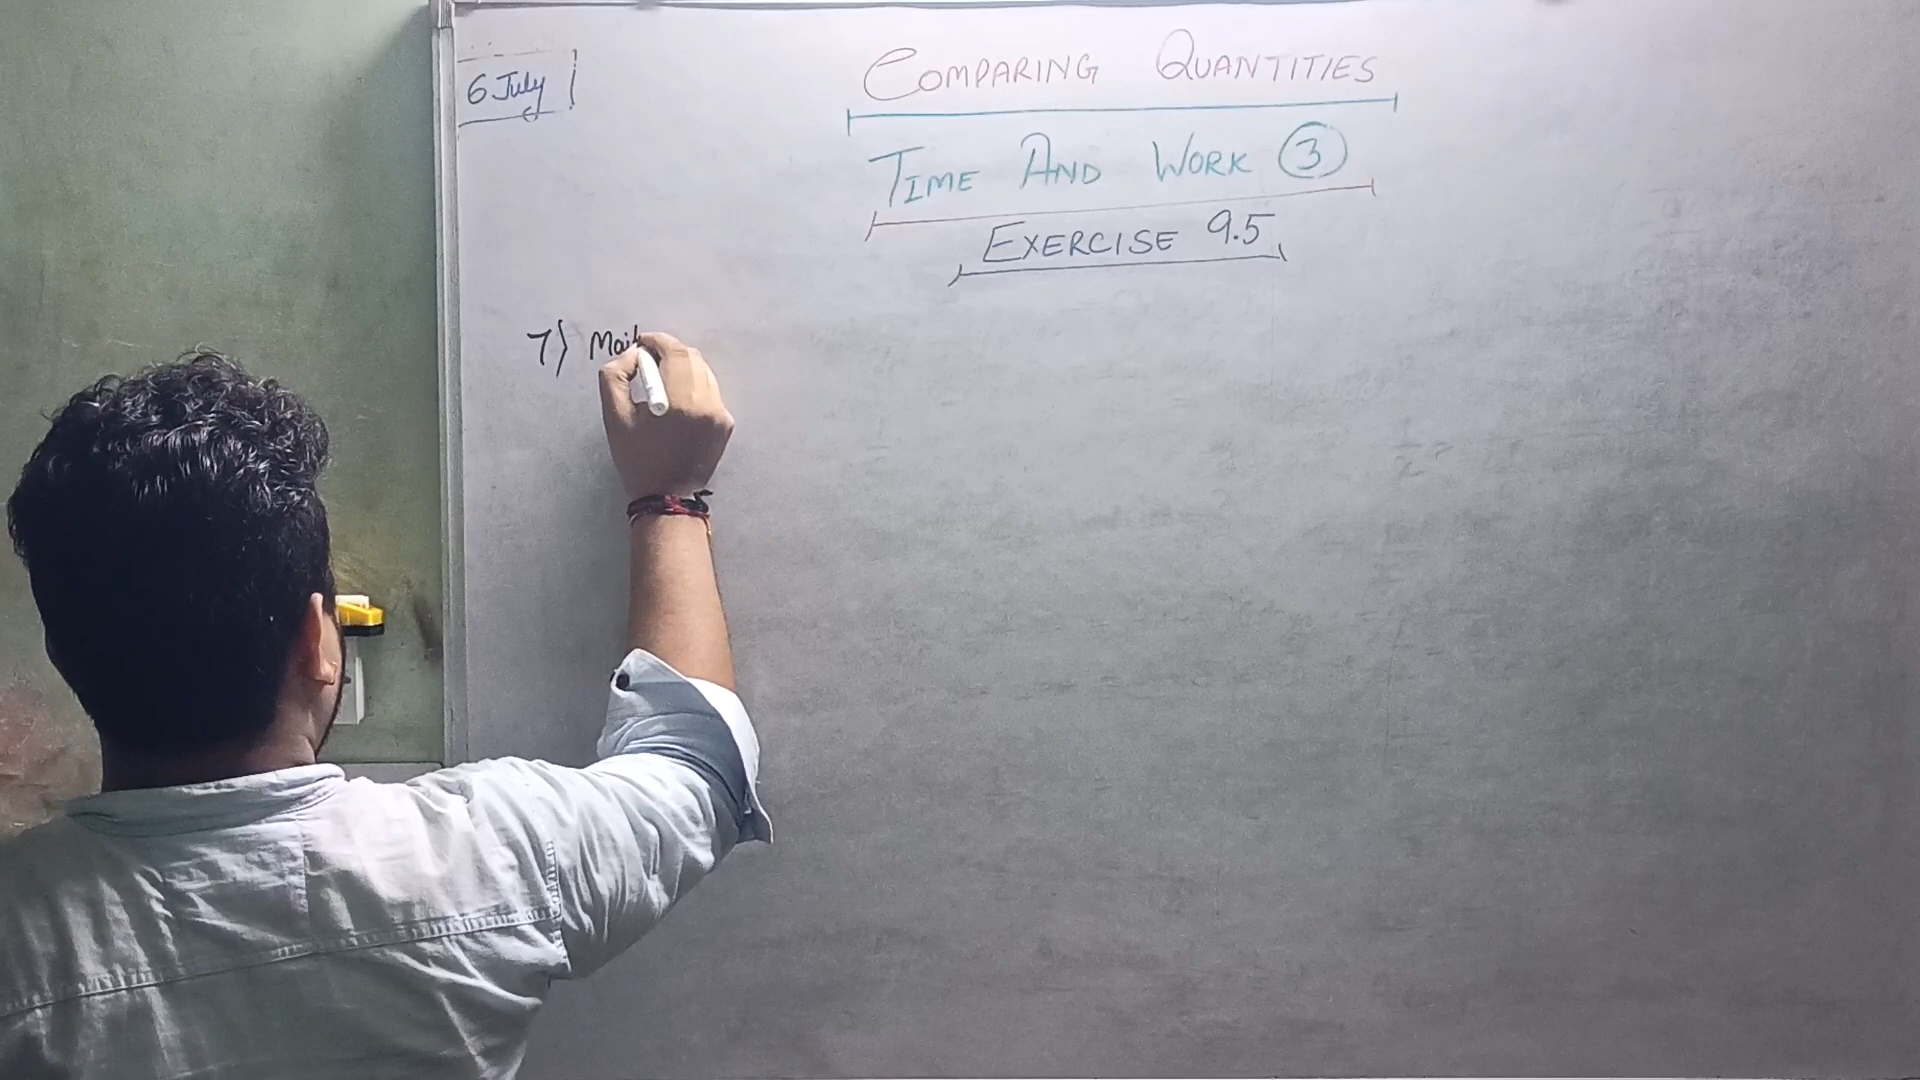 6 July
COMPARING QUANTITIES
TIME AND WORK 3
EXERCISE 9.5
7)